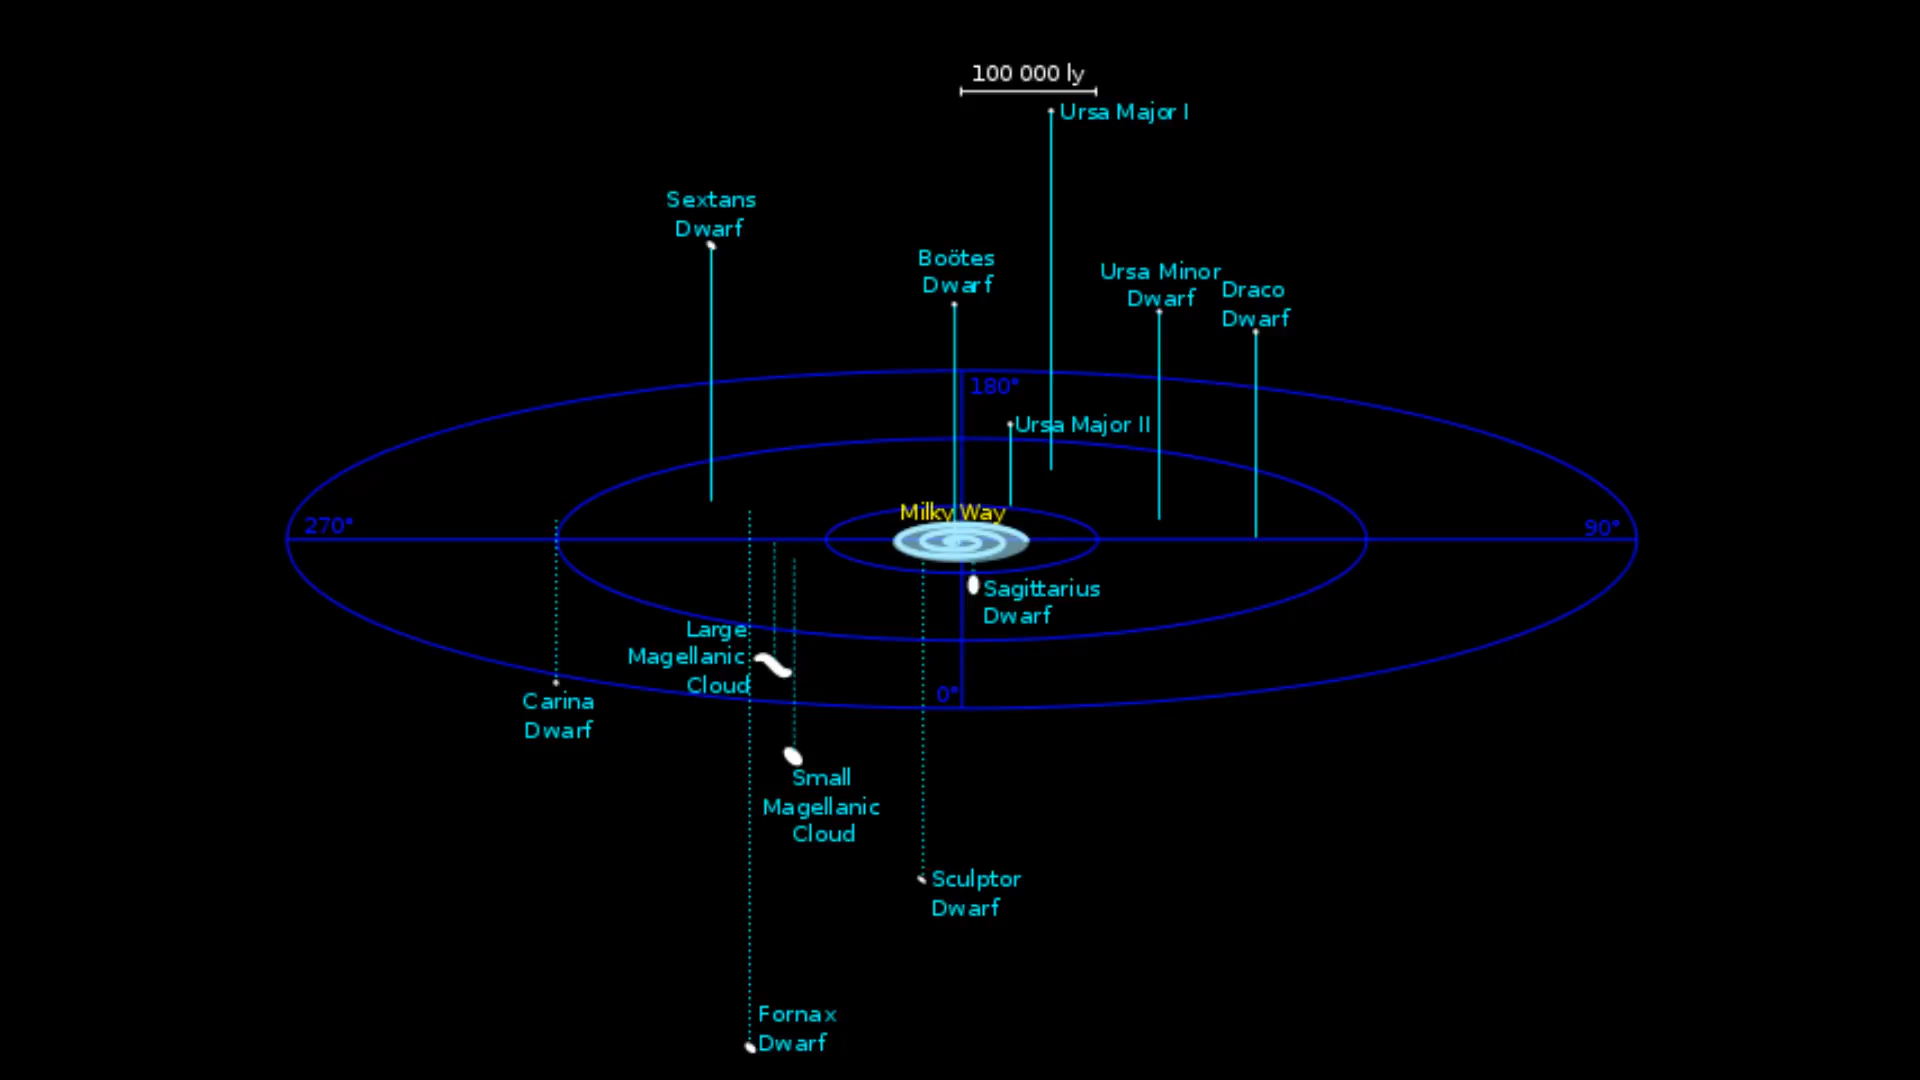 100 000 ly
Ursa Major I
Sextans
Dwarf
Boötes
Dwarf
Ursa Minor
Dwarf
Draco
Dwarf
180°
Ursa Major II
Milky Way
270°
90°
Sagittarius
Dwarf
Large
Magellanic
Cloud
0°
Carina
Dwarf
Small
Magellanic
Cloud
Sculptor
Dwarf
Fornax
Dwarf